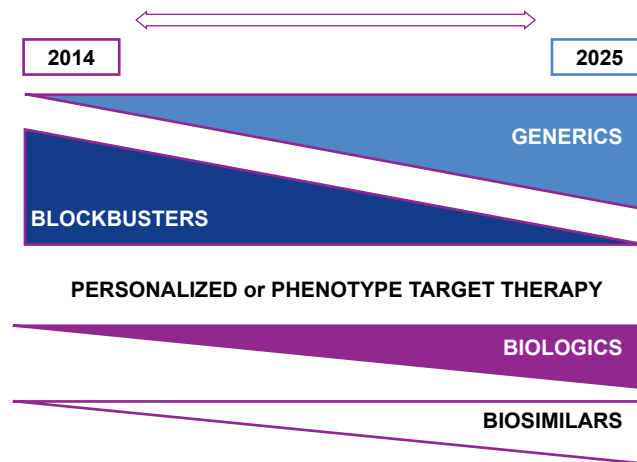 2014
2025
GENERICS
BLOCKBUSTERS
PERSONALIZED or PHENOTYPE TARGET THERAPY
BIOLOGICS
BIOSIMILARS